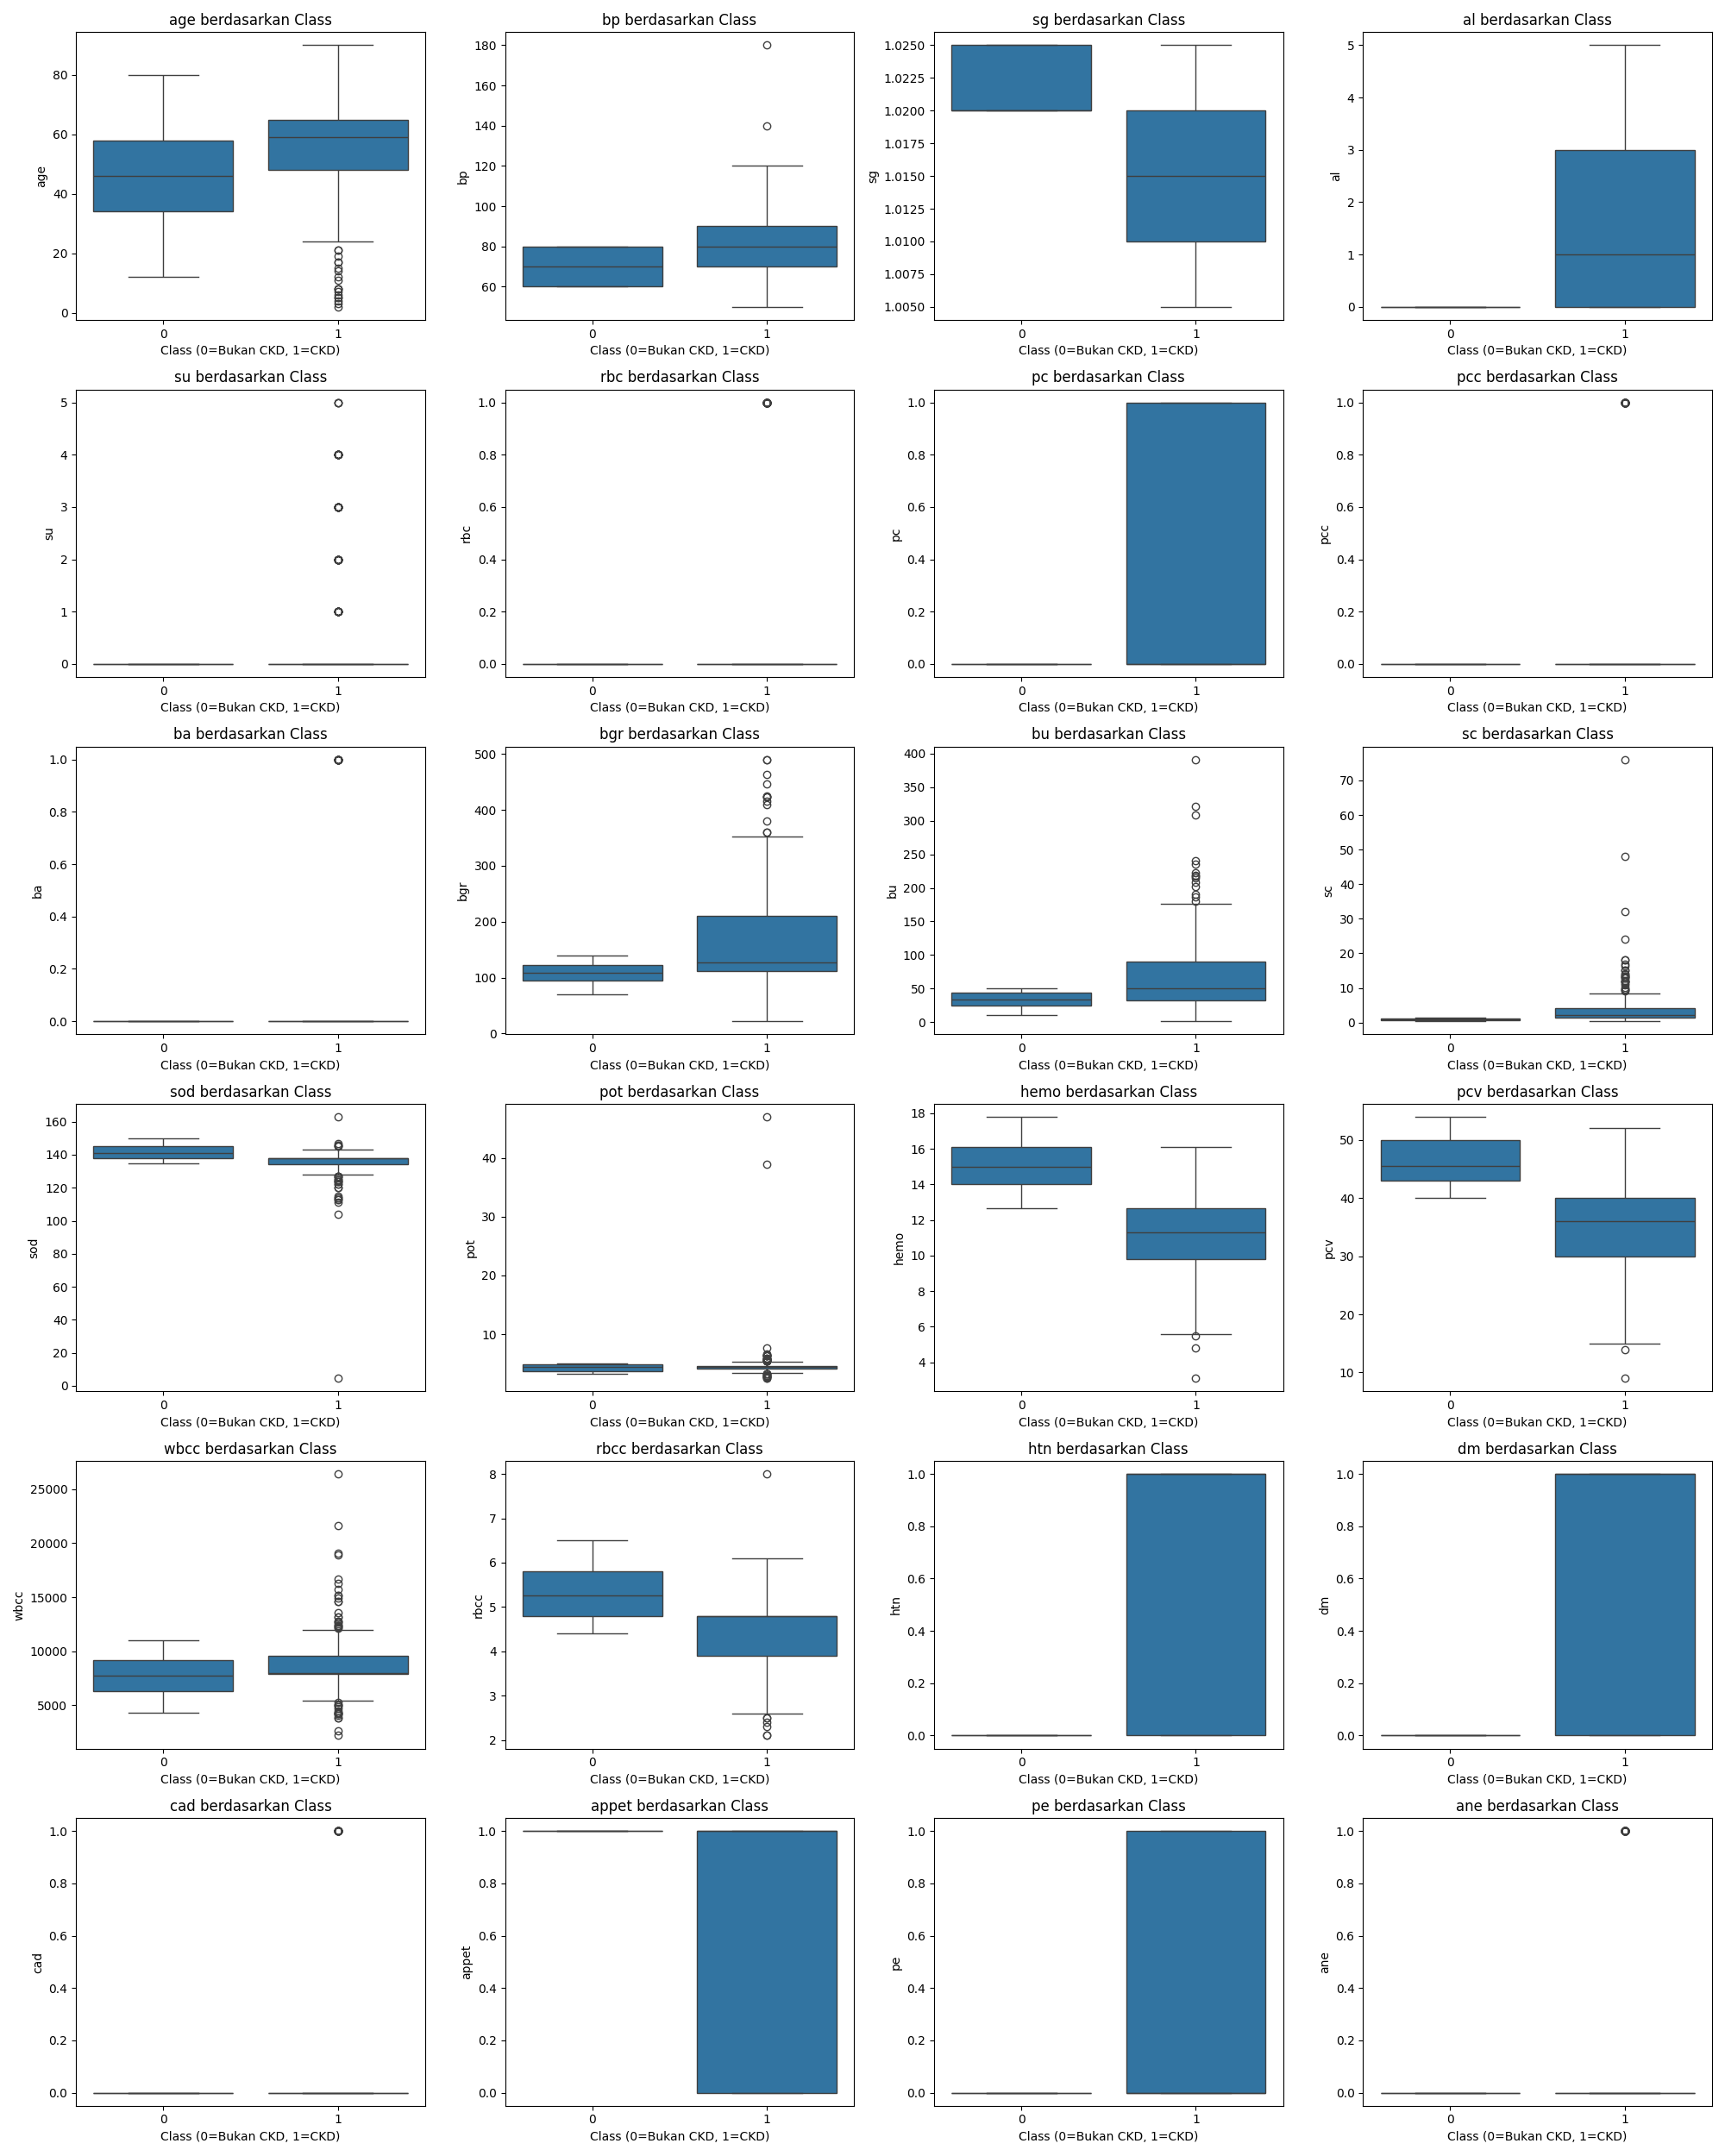 age berdasarkan Class
80
60
40
20
0
age
0 1
Class (0=Bukan CKD, 1=CKD)
bp berdasarkan Class
180
160
140
120
100
80
60
bp
0 1
Class (0=Bukan CKD, 1=CKD)
sg berdasarkan Class
1.0250
1.0225
1.0200
1.0175
1.0150
1.0125
1.0100
1.0075
1.0050
sg
0 1
Class (0=Bukan CKD, 1=CKD)
al berdasarkan Class
5
4
3
2
1
0
al
0 1
Class (0=Bukan CKD, 1=CKD)
su berdasarkan Class
5
4
3
2
1
0
su
0 1
Class (0=Bukan CKD, 1=CKD)
rbc berdasarkan Class
1.0
0.8
0.6
0.4
0.2
0.0
rbc
0 1
Class (0=Bukan CKD, 1=CKD)
pc berdasarkan Class
1.0
0.8
0.6
0.4
0.2
0.0
pc
0 1
Class (0=Bukan CKD, 1=CKD)
pcc berdasarkan Class
1.0
0.8
0.6
0.4
0.2
0.0
pcc
0 1
Class (0=Bukan CKD, 1=CKD)
ba berdasarkan Class
1.0
0.8
0.6
0.4
0.2
0.0
ba
0 1
Class (0=Bukan CKD, 1=CKD)
bgr berdasarkan Class
500
400
300
200
100
0
bgr
0 1
Class (0=Bukan CKD, 1=CKD)
bu berdasarkan Class
400
350
300
250
200
150
100
50
0
bu
0 1
Class (0=Bukan CKD, 1=CKD)
sc berdasarkan Class
70
60
50
40
30
20
10
0
sc
0 1
Class (0=Bukan CKD, 1=CKD)
sod berdasarkan Class
160
140
120
100
80
60
40
20
0
sod
0 1
Class (0=Bukan CKD, 1=CKD)
pot berdasarkan Class
40
30
20
10
pot
0 1
Class (0=Bukan CKD, 1=CKD)
hemo berdasarkan Class
18
16
14
12
10
8
6
4
hemo
0 1
Class (0=Bukan CKD, 1=CKD)
pcv berdasarkan Class
50
40
30
20
10
pcv
0 1
Class (0=Bukan CKD, 1=CKD)
wbcc berdasarkan Class
25000
20000
15000
10000
5000
wbcc
0 1
Class (0=Bukan CKD, 1=CKD)
rbcc berdasarkan Class
8
7
6
5
4
3
2
rbcc
0 1
Class (0=Bukan CKD, 1=CKD)
htn berdasarkan Class
1.0
0.8
0.6
0.4
0.2
0.0
htn
0 1
Class (0=Bukan CKD, 1=CKD)
dm berdasarkan Class
1.0
0.8
0.6
0.4
0.2
0.0
dm
0 1
Class (0=Bukan CKD, 1=CKD)
cad berdasarkan Class
1.0
0.8
0.6
0.4
0.2
0.0
cad
0 1
Class (0=Bukan CKD, 1=CKD)
appet berdasarkan Class
1.0
0.8
0.6
0.4
0.2
0.0
appet
0 1
Class (0=Bukan CKD, 1=CKD)
pe berdasarkan Class
1.0
0.8
0.6
0.4
0.2
0.0
pe
0 1
Class (0=Bukan CKD, 1=CKD)
ane berdasarkan Class
1.0
0.8
0.6
0.4
0.2
0.0
ane
0 1
Class (0=Bukan CKD, 1=CKD)